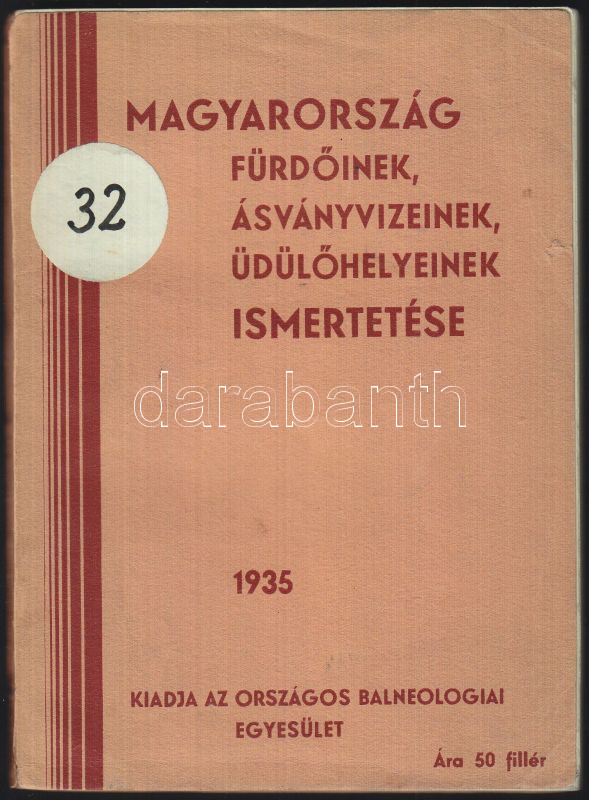 MAGYARORSZÁG
FÜRDŐINEK,
ÁSVÁNYVIZEINEK,
ÜDÜLŐHELYEINEK
ISMERTETÉSE
32
darabanth
1935
KIADJA AZ ORSZÁGOS BALNEOLOGIAI
EGYESÜLET
Ára 50 fillér